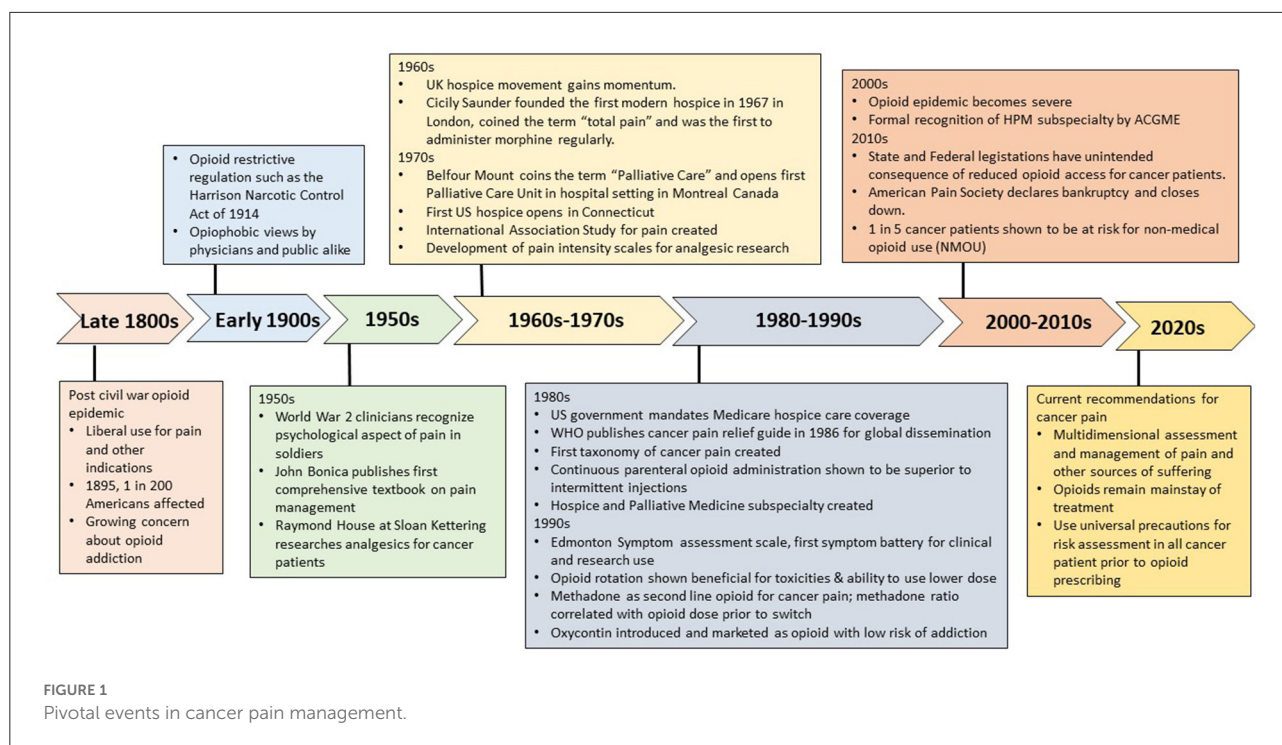 1960s
• UK hospice movement gains momentum.
• Cicily Saunder founded the first modern hospice in 1967 in
London, coined the term “total pain” and was the first to
administer morphine regularly.
1970s
• Belfour Mount coins the term “Palliative Care” and opens first
Palliative Care Unit in hospital setting in Montreal Canada
• First US hospice opens in Connecticut
• International Association Study for pain created
• Development of pain intensity scales for analgesic research
2000s
• Opioid epidemic becomes severe
• Formal recognition of HPM subspecialty by ACGME
2010s
• State and Federal legistations have unintended
consequence of reduced opioid access for cancer patients.
• American Pain Society declares bankruptcy and closes
down.
• 1 in 5 cancer patients shown to be at risk for non-medical
opioid use (NMOU)
• Opioid restrictive
regulation such as the
Harrison Narcotic Control
Act of 1914
• Opiophobic views by
physicians and public alike
Late 1800s
Early 1900s
1950s
1960s-1970s
1980-1990s
2000-2010s
2020s
Post civil war opioid
epidemic
• Liberal use for pain
and other
indications
• 1895, 1 in 200
Americans affected
• Growing concern
about opioid
addiction
1950s
• World War 2 clinicians recognize
psychological aspect of pain in
soldiers
• John Bonica publishes first
comprehensive textbook on pain
management
• Raymond House at Sloan Kettering
researches analgesics for cancer
patients
1980s
• US government mandates Medicare hospice care coverage
• WHO publishes cancer pain relief guide in 1986 for global dissemination
• First taxonomy of cancer pain created
• Continuous parenteral opioid administration shown to be superior to
intermittent injections
• Hospice and Palliative Medicine subspecialty created
1990s
• Edmonton Symptom assessment scale, first symptom battery for clinical
and research use
• Opioid rotation shown beneficial for toxicities & ability to use lower dose
• Methadone as second line opioid for cancer pain; methadone ratio
correlated with opioid dose prior to switch
• Oxycontin introduced and marketed as opioid with low risk of addiction
Current recommendations for
cancer pain
• Multidimensional assessment
and management of pain and
other sources of suffering
• Opioids remain mainstay of
treatment
• Use universal precautions for
risk assessment in all cancer
patient prior to opioid
prescribing
FIGURE 1
Pivotal events in cancer pain management.